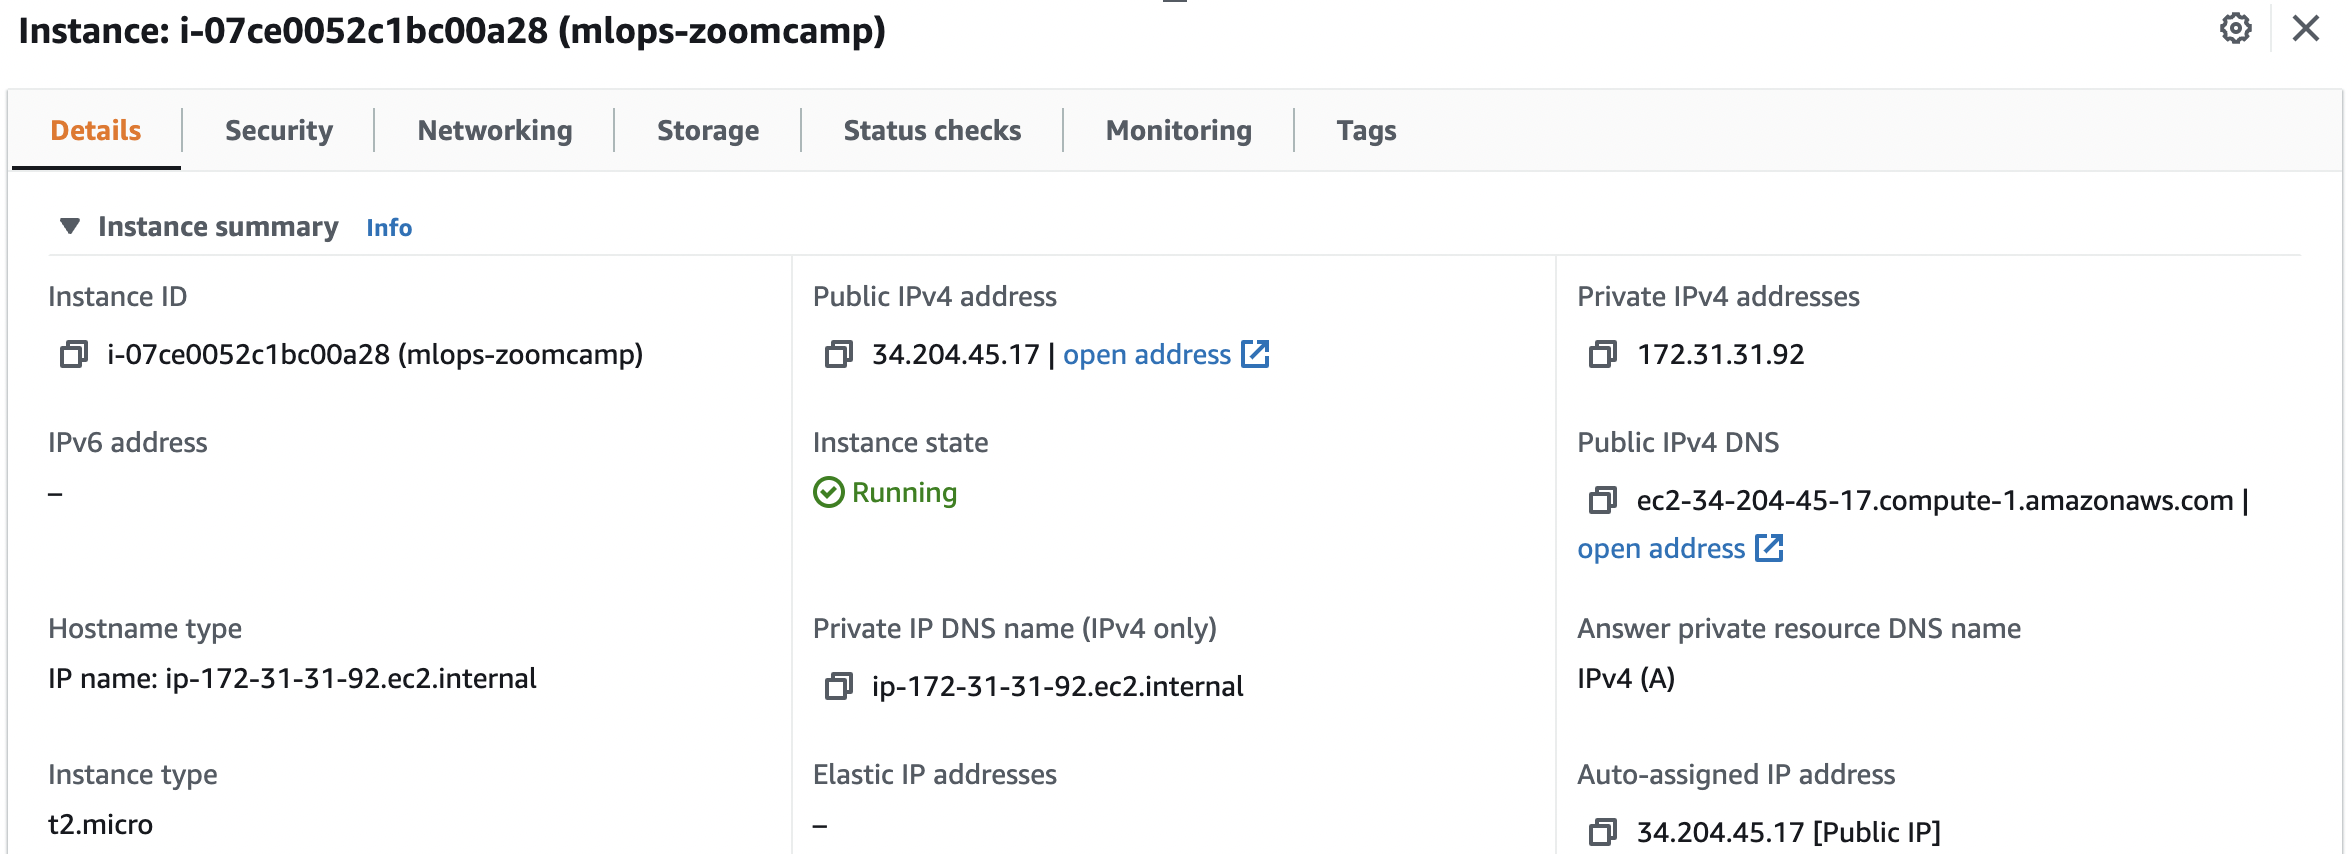 Instance: i-07ce0052c1bc00a28 (mlops-zoomcamp)
Details
Security
Networking
Storage
Status checks
Monitoring
Tags
Instance summary Info
Instance ID
i-07ce0052c1bc00a28 (mlops-zoomcamp)
Public IPv4 address
34.204.45.17 | open address
Private IPv4 addresses
172.31.31.92
IPv6 address
–
Instance state
Running
Public IPv4 DNS
ec2-34-204-45-17.compute-1.amazonaws.com |
open address
Hostname type
IP name: ip-172-31-31-92.ec2.internal
Private IP DNS name (IPv4 only)
ip-172-31-31-92.ec2.internal
Answer private resource DNS name
IPv4 (A)
Instance type
t2.micro
Elastic IP addresses
–
Auto-assigned IP address
34.204.45.17 [Public IP]